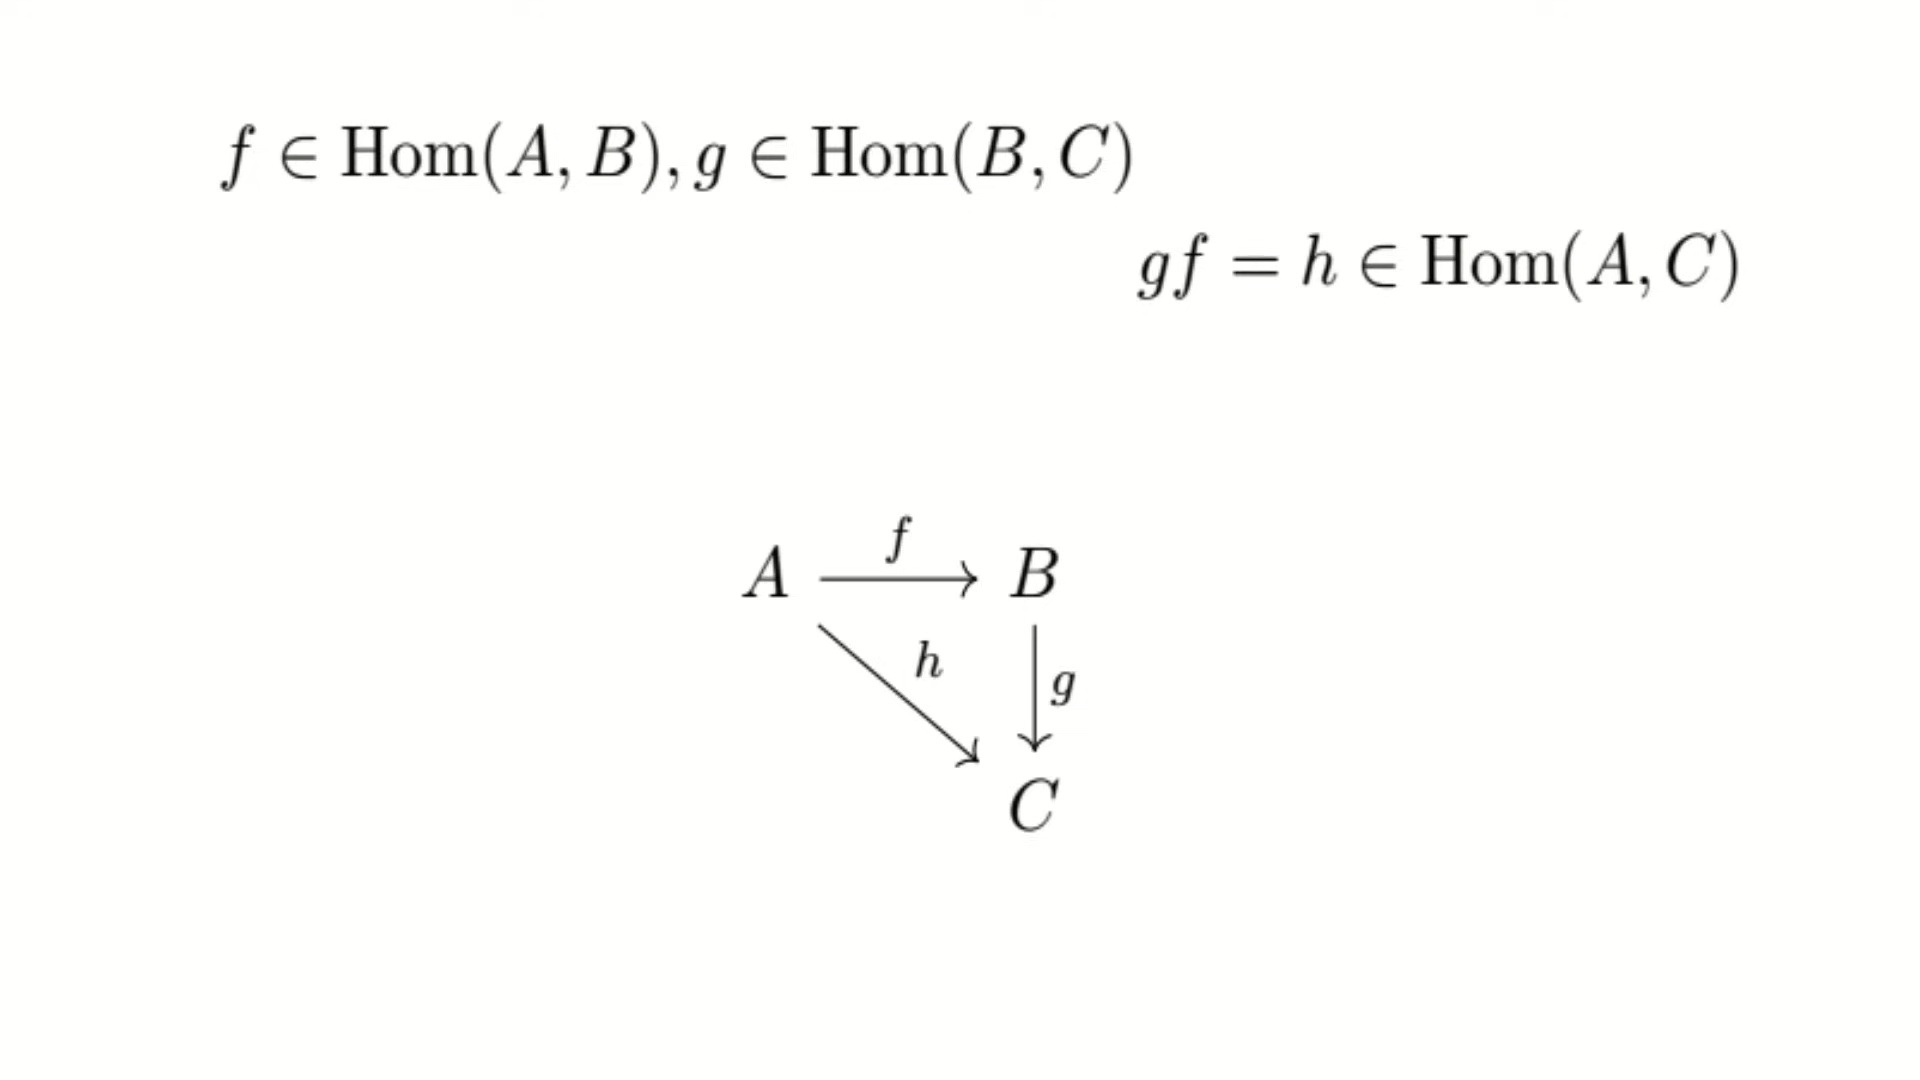 f ∈ Hom(A, B), g ∈ Hom(B, C)
gf = h ∈ Hom(A, C)
f
A B
h g
C